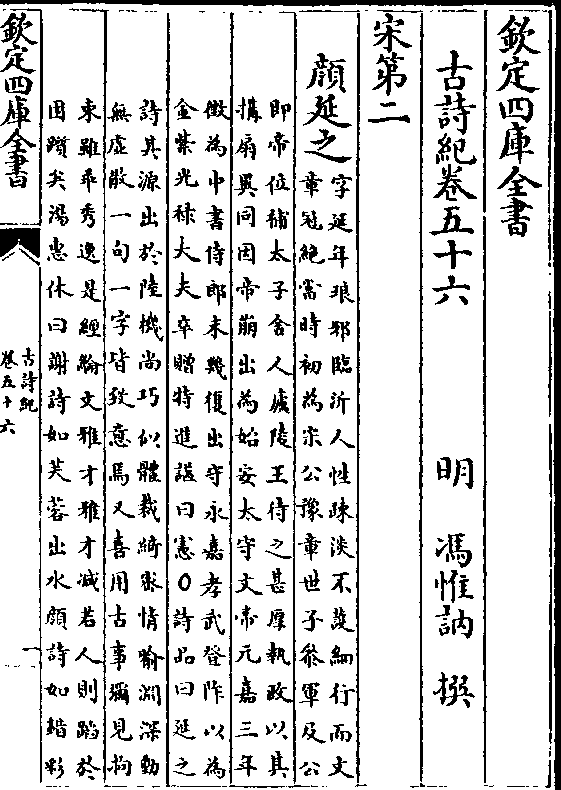 欽定四庫全書
古詩紀卷五十六
明 馮惟訥 撰
宋第二
顔延之
字延年琅邪臨沂人性踈淡不護細行而文
章冠絶當時初為宋公豫章世子參軍及公
即帝位補太子舍人廬陵王待之甚厚執政以其
搆扇異同因帝崩出為始安太守文帝元嘉三年
徵為中書侍郎未幾復出守永嘉孝武登阼以為
金紫光祿大夫卒贈特進諡曰憲○詩品曰延之
詩其源出於陸機尚巧似體裁綺密情喻淵深動
無虛散一句一字皆致意焉又喜用古事彌見拘
束雖乖秀逸是經綸文雅才雅才減若人則蹈於
困躓矣湯惠休曰謝詩如芙蓉出水顔詩如錯彩
欽定四庫全書
古詩紀
卷五十六
一